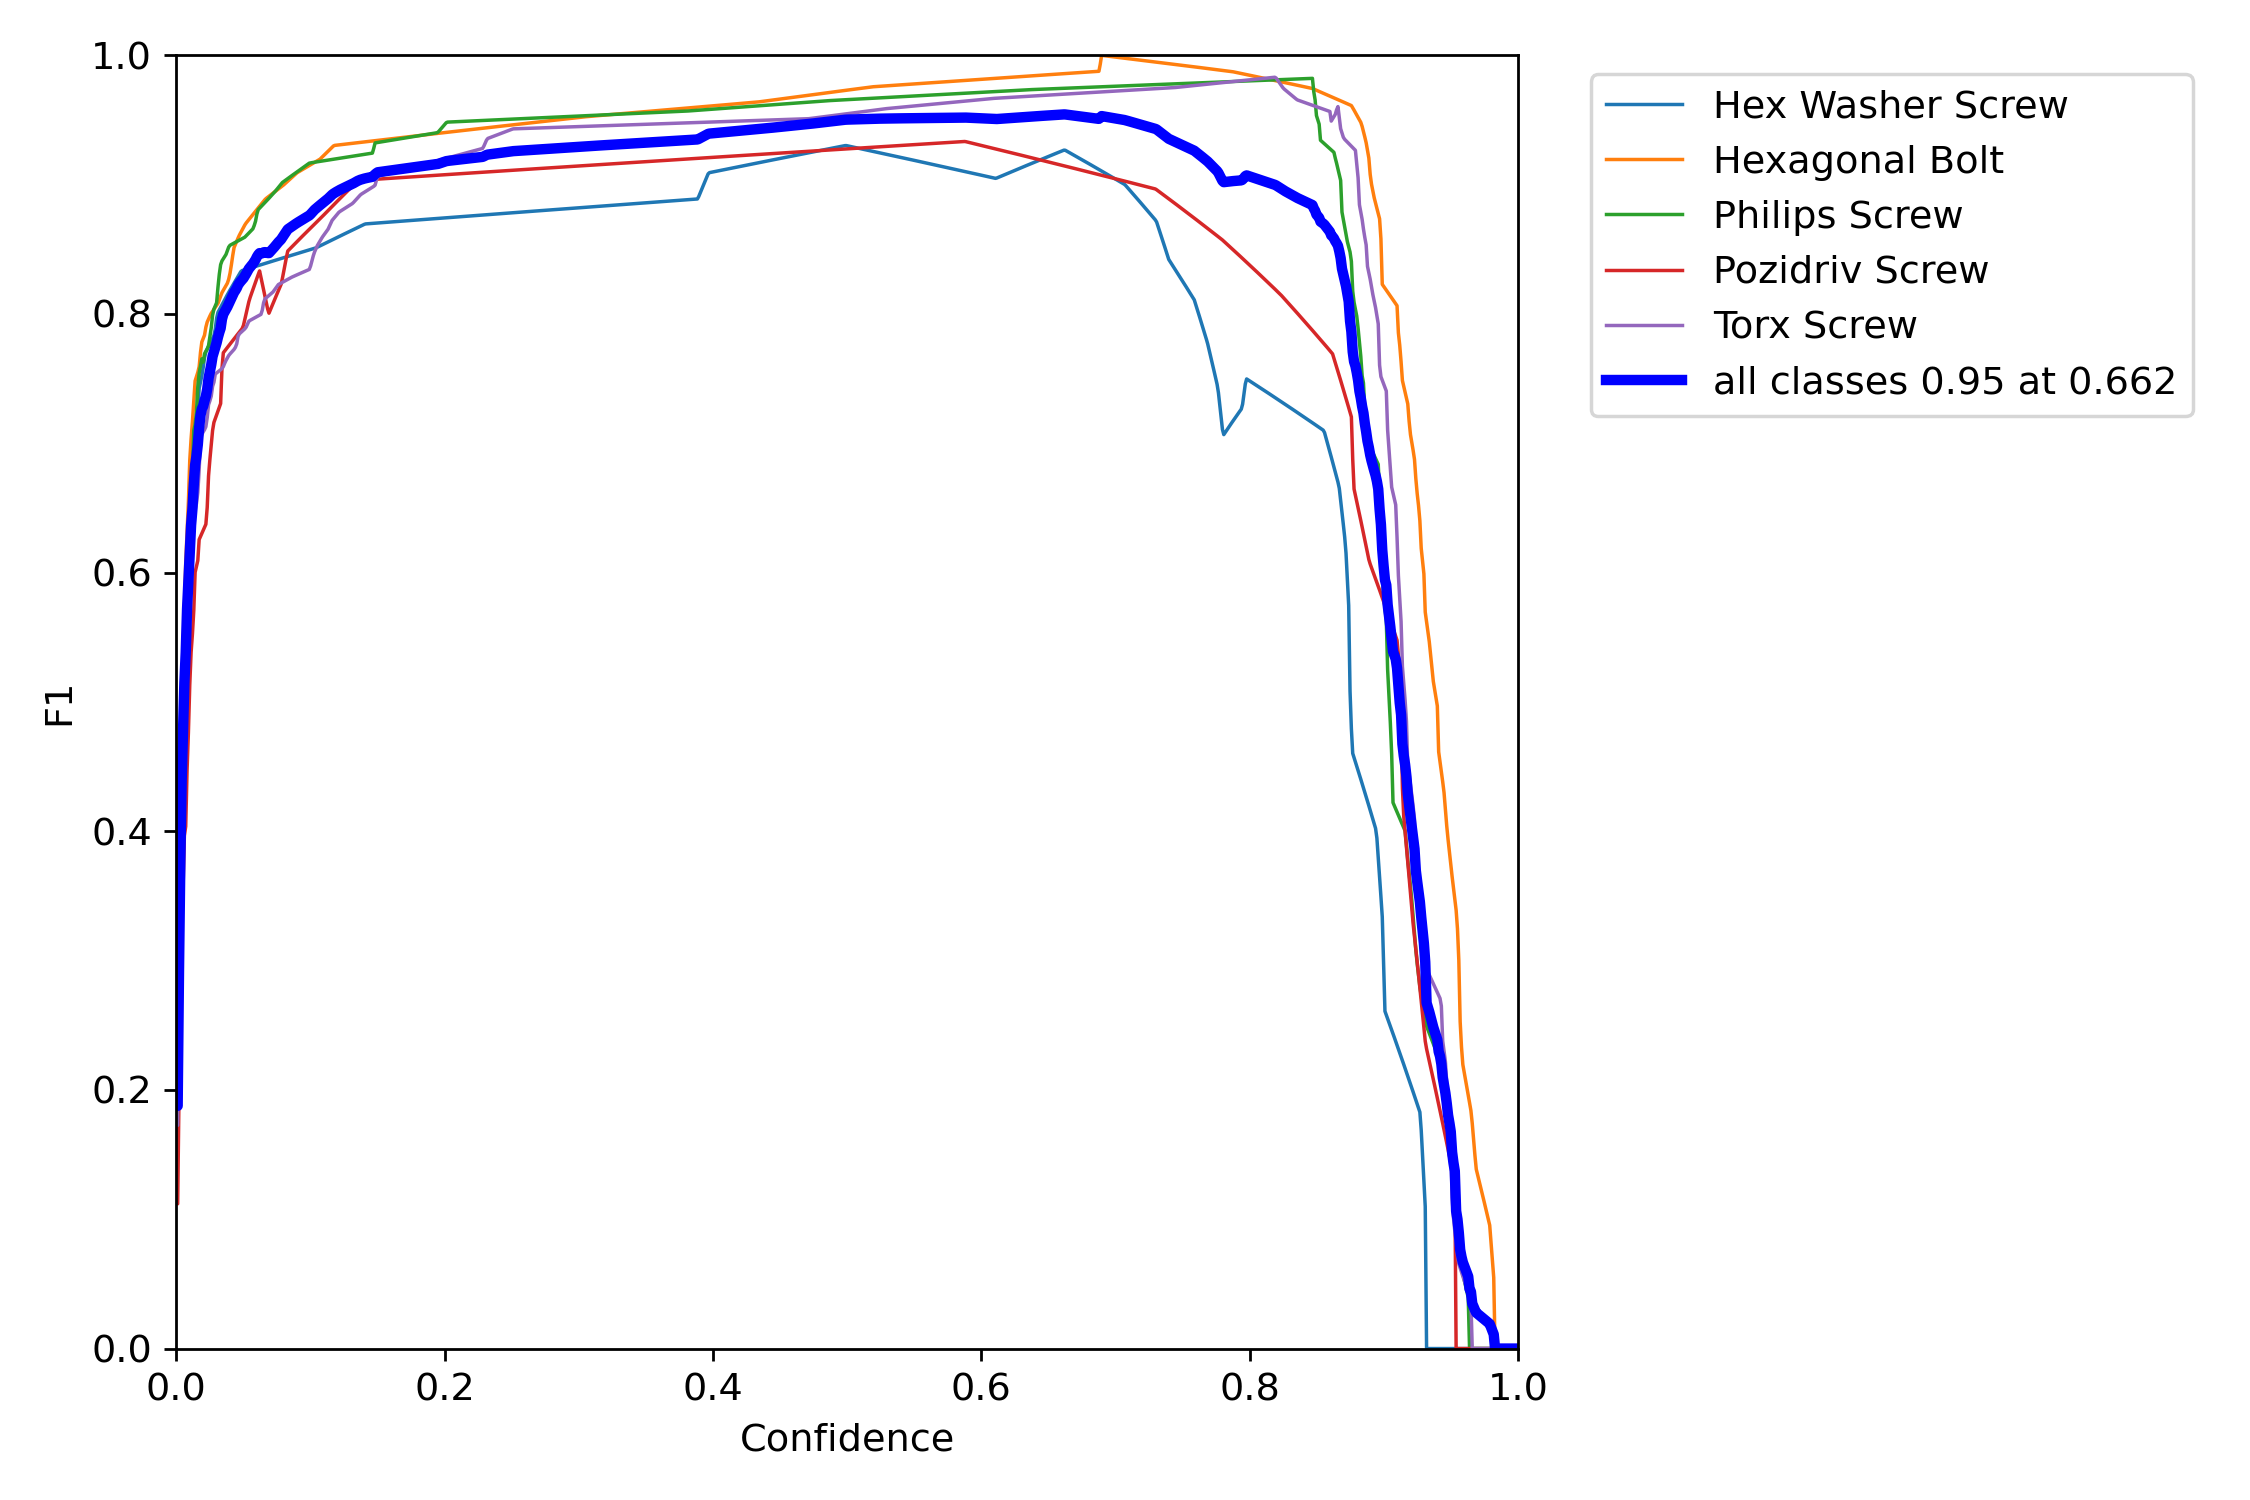 1.0
0.8
0.6
0.4
0.2
0.0
F1
0.0 0.2 0.4 0.6 0.8 1.0
Confidence
Hex Washer Screw
Hexagonal Bolt
Philips Screw
Pozidriv Screw
Torx Screw
all classes 0.95 at 0.662